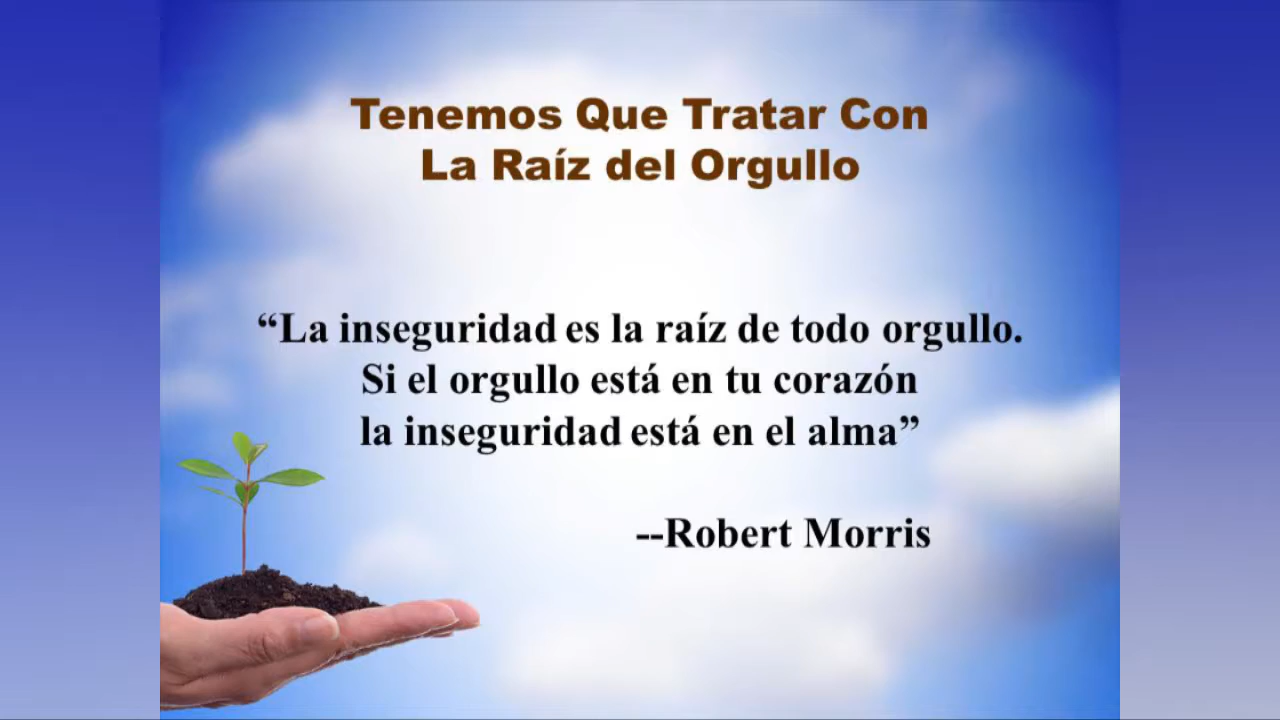 Tenemos Que Tratar Con
La Raíz del Orgullo
“La inseguridad es la raíz de todo orgullo.
Si el orgullo está en tu corazón
la inseguridad está en el alma”
--Robert Morris